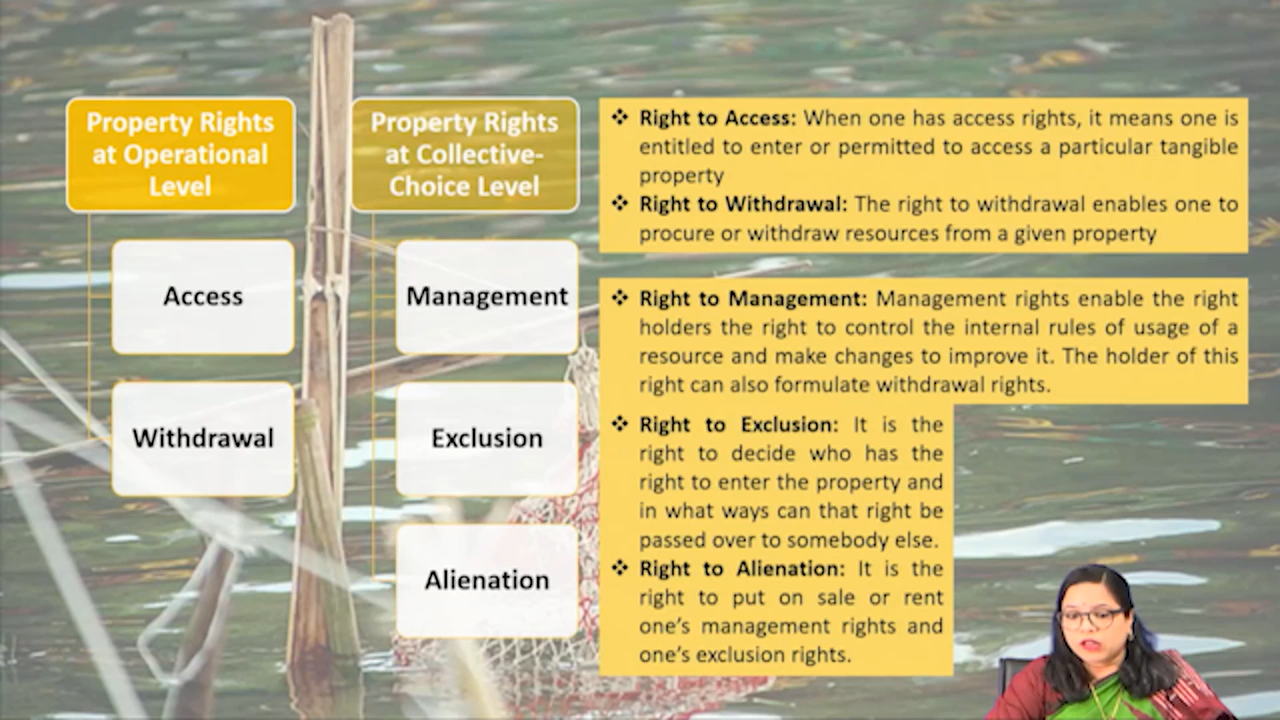 Property Rights
at Operational
Level
Access
Withdrawal
Property Rights
at Collective-
Choice Level
Management
Exclusion
Alienation
❖ Right to Access: When one has access rights, it means one is
entitled to enter or permitted to access a particular tangible
property
❖ Right to Withdrawal: The right to withdrawal enables one to
procure or withdraw resources from a given property
❖ Right to Management: Management rights enable the right
holders the right to control the internal rules of usage of a
resource and make changes to improve it. The holder of this
right can also formulate withdrawal rights.
❖ Right to Exclusion: It is the
right to decide who has the
right to enter the property and
in what ways can that right be
passed over to somebody else.
❖ Right to Alienation: It is the
right to put on sale or rent
one’s management rights and
one’s exclusion rights.